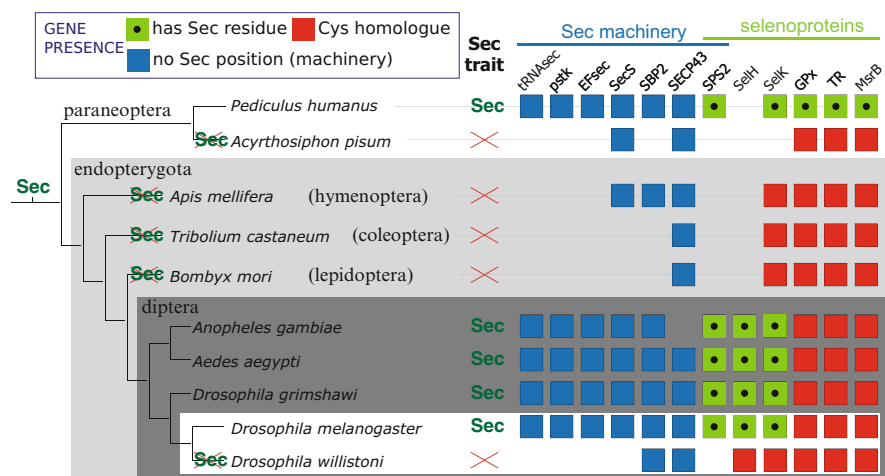 GENE PRESENCE
has Sec residue
Cys homologue
no Sec position (machinery)
Sec trait
Sec machinery
selenoproteins
tRNAsec
pstk
EFsec
SecS
SBP2
SECP43
SPS2
SelH
SelK
GPx
TR
MsrB
paraneoptera
Pediculus humanus
Sec
Sec Acyrthosiphon pisum
endopterygota
Sec
Sec Apis mellifera (hymenoptera)
Sec Tribolium castaneum (coleoptera)
Sec Bombyx mori (lepidoptera)
diptera
Anopheles gambiae Sec
Aedes aegypti Sec
Drosophila grimshawi Sec
Drosophila melanogaster Sec
Sec Drosophila willistoni